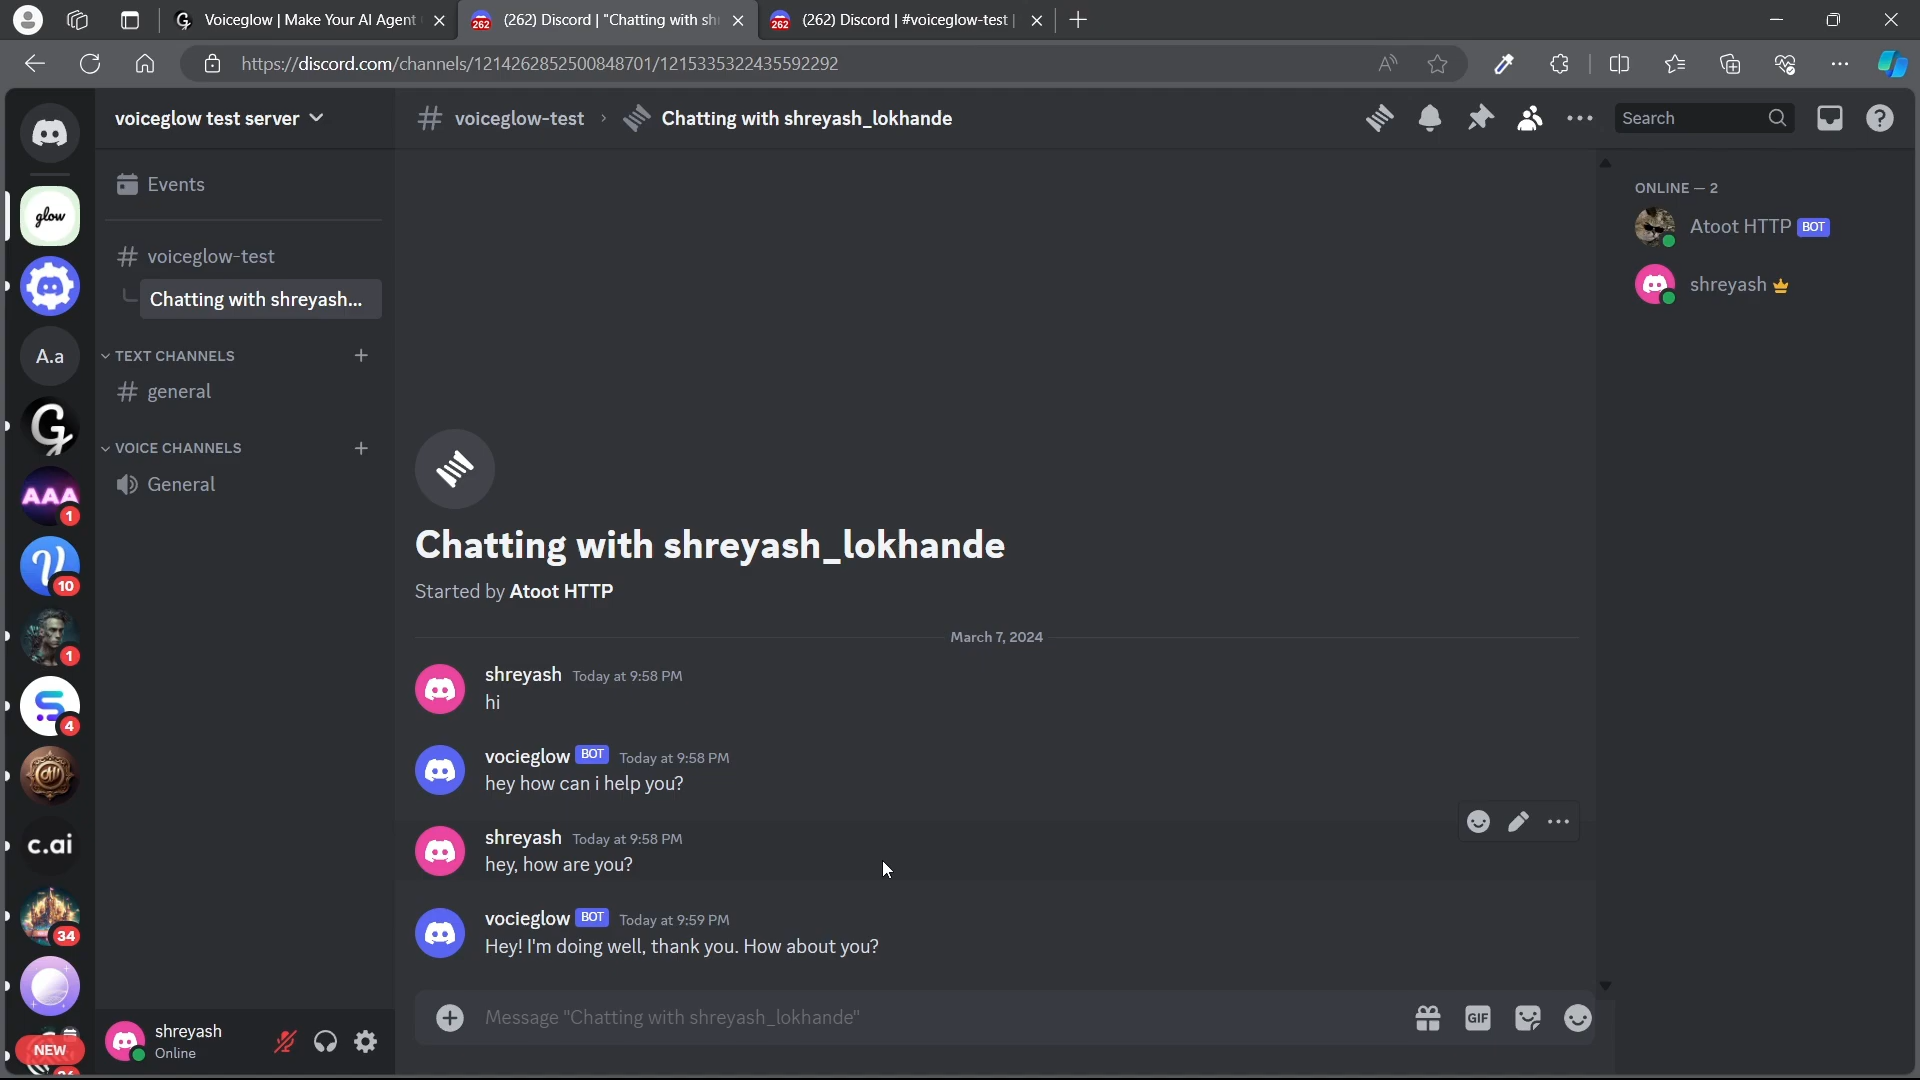 Voiceglow | Make Your AI Agent
262
(262) Discord | "Chatting with sh
262
(262) Discord | #voiceglow-test |
https://discord.com/channels/1214262852500848701/1215335322435592292
voiceglow test server
# voiceglow-test › Chatting with shreyash_lokhande
Search
Events
# voiceglow-test
Chatting with shreyash...
TEXT CHANNELS
# general
VOICE CHANNELS
General
glow
A.a
G
AAA
1
10
1
S
4
c.ai
34
NEW
Chatting with shreyash_lokhande
Started by Atoot HTTP
March 7, 2024
shreyash Today at 9:58 PM
hi
vocieglow BOT Today at 9:58 PM
hey how can i help you?
shreyash Today at 9:58 PM
hey, how are you?
vocieglow BOT Today at 9:59 PM
Hey! I'm doing well, thank you. How about you?
Message "Chatting with shreyash_lokhande"
GIF
shreyash
Online
ONLINE — 2
Atoot HTTP BOT
shreyash